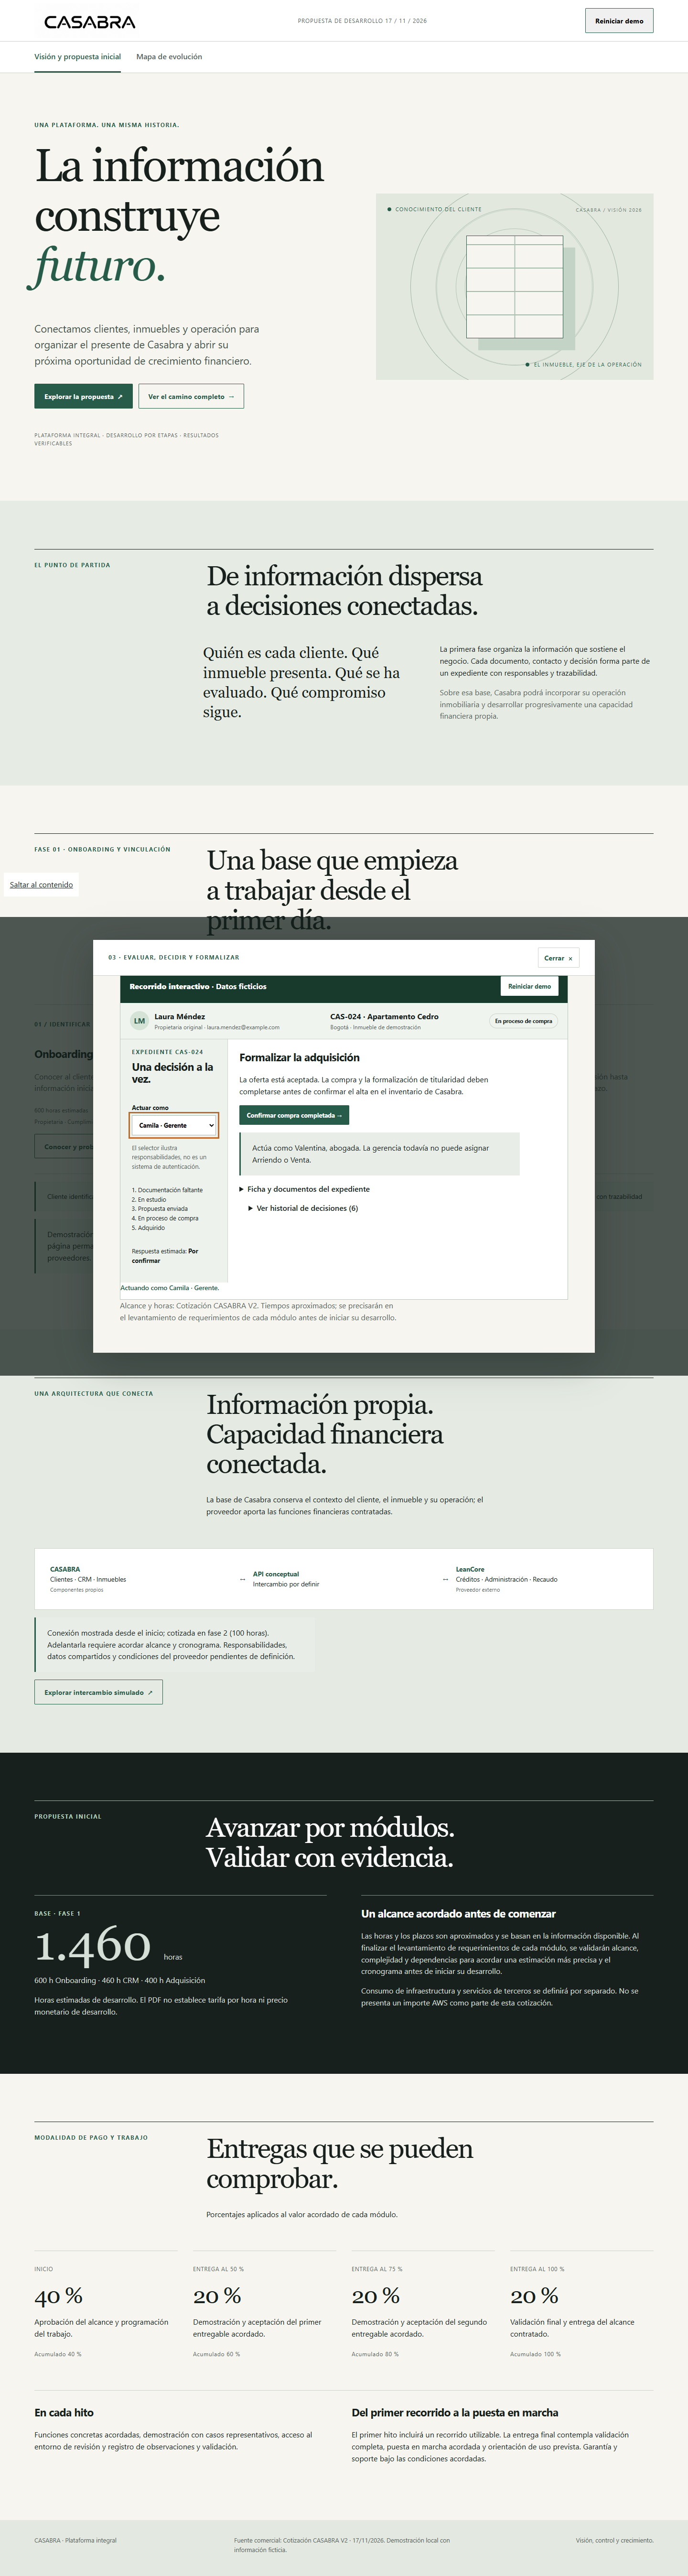 CASABRA
PROPUESTA DE DESARROLLO 17 / 11 / 2026
Reiniciar demo
Visión y propuesta inicial
Mapa de evolución
UNA PLATAFORMA. UNA MISMA HISTORIA.
La información
construye
futuro.
CONOCIMIENTO DEL CLIENTE
CASABRA / VISIÓN 2026
EL INMUEBLE, EJE DE LA OPERACIÓN
Conectamos clientes, inmuebles y operación para
organizar el presente de Casabra y abrir su
próxima oportunidad de crecimiento financiero.
Explorar la propuesta ↗
Ver el camino completo →
PLATAFORMA INTEGRAL · DESARROLLO POR ETAPAS · RESULTADOS
VERIFICABLES
EL PUNTO DE PARTIDA
De información dispersa
a decisiones conectadas.
Quién es cada cliente. Qué
inmueble presenta. Qué se ha
evaluado. Qué compromiso
sigue.
La primera fase organiza la información que sostiene el
negocio. Cada documento, contacto y decisión forma parte de
un expediente con responsables y trazabilidad.
Sobre esa base, Casabra podrá incorporar su operación
inmobiliaria y desarrollar progresivamente una capacidad
financiera propia.
FASE 01 · ONBOARDING Y VINCULACIÓN
Una base que empieza
a trabajar desde el
primer día.
Saltar al contenido
03 · EVALUAR, DECIDIR Y FORMALIZAR
Cerrar ×
Recorrido interactivo · Datos ficticios
Reiniciar demo
LM
Laura Méndez
Propietaria original · laura.mendez@example.com
CAS-024 · Apartamento Cedro
Bogotá · Inmueble de demostración
En proceso de compra
EXPEDIENTE CAS-024
Una decisión a la
vez.
Actuar como
Camila · Gerente
El selector ilustra
responsabilidades, no es un
sistema de autenticación.
1. Documentación faltante
2. En estudio
3. Propuesta enviada
4. En proceso de compra
5. Adquirido
Respuesta estimada: Por
confirmar
Formalizar la adquisición
La oferta está aceptada. La compra y la formalización de titularidad deben
completarse antes de confirmar el alta en el inventario de Casabra.
Confirmar compra completada →
Actúa como Valentina, abogada. La gerencia todavía no puede asignar
Arriendo o Venta.
Ficha y documentos del expediente
Ver historial de decisiones (6)
Actuando como Camila · Gerente.
Alcance y horas: Cotización CASABRA V2. Tiempos aproximados; se precisarán en
el levantamiento de requerimientos de cada módulo antes de iniciar su desarrollo.
01 / IDENTIFICAR
Onboarding
Conocer al cliente
información inicia
600 horas estimadas
Propietaria · Cumplim
Conocer y prob
Cliente identific
Demostración
página perma
proveedores.
sión hasta
azo.
con trazabilidad
UNA ARQUITECTURA QUE CONECTA
Información propia.
Capacidad financiera
conectada.
La base de Casabra conserva el contexto del cliente, el inmueble y su operación; el
proveedor aporta las funciones financieras contratadas.
CASABRA
Clientes · CRM · Inmuebles
Componentes propios
↔
API conceptual
Intercambio por definir
↔
LeanCore
Créditos · Administración · Recaudo
Proveedor externo
Conexión mostrada desde el inicio; cotizada en fase 2 (100 horas).
Adelantarla requiere acordar alcance y cronograma. Responsabilidades,
datos compartidos y condiciones del proveedor pendientes de definición.
Explorar intercambio simulado ↗
PROPUESTA INICIAL
Avanzar por módulos.
Validar con evidencia.
BASE · FASE 1
1.460 horas
600 h Onboarding · 460 h CRM · 400 h Adquisición
Horas estimadas de desarrollo. El PDF no establece tarifa por hora ni precio
monetario de desarrollo.
Un alcance acordado antes de comenzar
Las horas y los plazos son aproximados y se basan en la información disponible. Al
finalizar el levantamiento de requerimientos de cada módulo, se validarán alcance,
complejidad y dependencias para acordar una estimación más precisa y el
cronograma antes de iniciar su desarrollo.
Consumo de infraestructura y servicios de terceros se definirá por separado. No se
presenta un importe AWS como parte de esta cotización.
MODALIDAD DE PAGO Y TRABAJO
Entregas que se pueden
comprobar.
Porcentajes aplicados al valor acordado de cada módulo.
INICIO
40 %
Aprobación del alcance y programación
del trabajo.
Acumulado 40 %
ENTREGA AL 50 %
20 %
Demostración y aceptación del primer
entregable acordado.
Acumulado 60 %
ENTREGA AL 75 %
20 %
Demostración y aceptación del segundo
entregable acordado.
Acumulado 80 %
ENTREGA AL 100 %
20 %
Validación final y entrega del alcance
contratado.
Acumulado 100 %
En cada hito
Funciones concretas acordadas, demostración con casos representativos, acceso al
entorno de revisión y registro de observaciones y validación.
Del primer recorrido a la puesta en marcha
El primer hito incluirá un recorrido utilizable. La entrega final contempla validación
completa, puesta en marcha acordada y orientación de uso prevista. Garantía y
soporte bajo las condiciones acordadas.
CASABRA · Plataforma integral
Fuente comercial: Cotización CASABRA V2 · 17/11/2026. Demostración local con
información ficticia.
Visión, control y crecimiento.